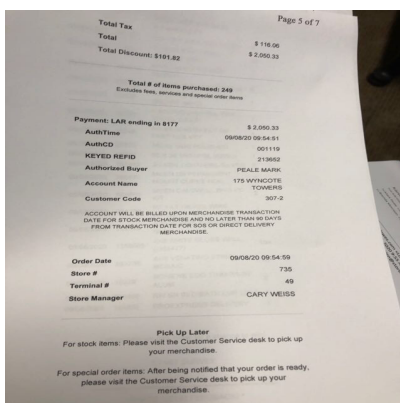 Page 5 of 7
Total Tax $ 116.06
Total $ 2,050.33
Total Discount: $101.82
Total # of items purchased: 249
Excludes fees, services and special order items
Payment: LAR ending in 8177 $ 2,050.33
AuthTime 09/08/20 09:54:51
AuthCD 001119
KEYED REFID 213652
Authorized Buyer PEALE MARK
Account Name 175 WYNCOTE
TOWERS
Customer Code 307-2
ACCOUNT WILL BE BILLED UPON MERCHANDISE TRANSACTION
DATE FOR STOCK MERCHANDISE AND NO LATER THAN 90 DAYS
FROM TRANSACTION DATE FOR SOS OR DIRECT DELIVERY
MERCHANDISE.
Order Date 09/08/20 09:54:59
Store # 735
Terminal # 49
Store Manager CARY WEISS
Pick Up Later
For stock items: Please visit the Customer Service desk to pick up
your merchandise.
For special order items: After being notified that your order is ready,
please visit the Customer Service desk to pick up your
merchandise.